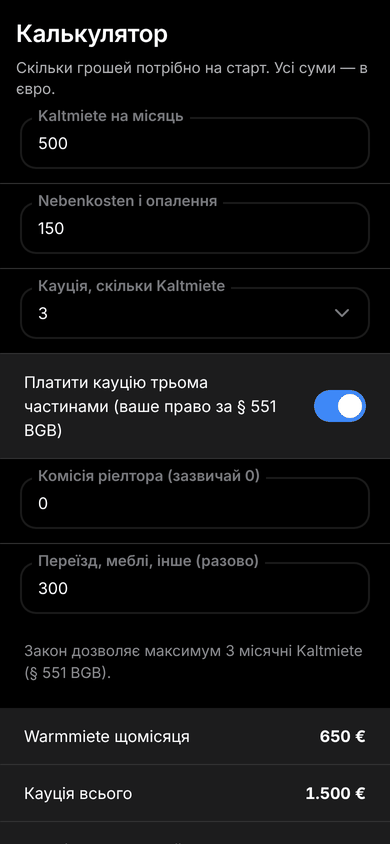 Калькулятор
Скільки грошей потрібно на старт. Усі суми — в
євро.
Kaltmiete на місяць
500
Nebenkosten і опалення
150
Кауція, скільки Kaltmiete
3
Платити кауцію трьома
частинами (ваше право за § 551
BGB)
Комісія ріелтора (зазвичай 0)
0
Переїзд, меблі, інше (разово)
300
Закон дозволяє максимум 3 місячні Kaltmiete
(§ 551 BGB).
Warmmiete щомісяця
650 €
Кауція всього
1.500 €